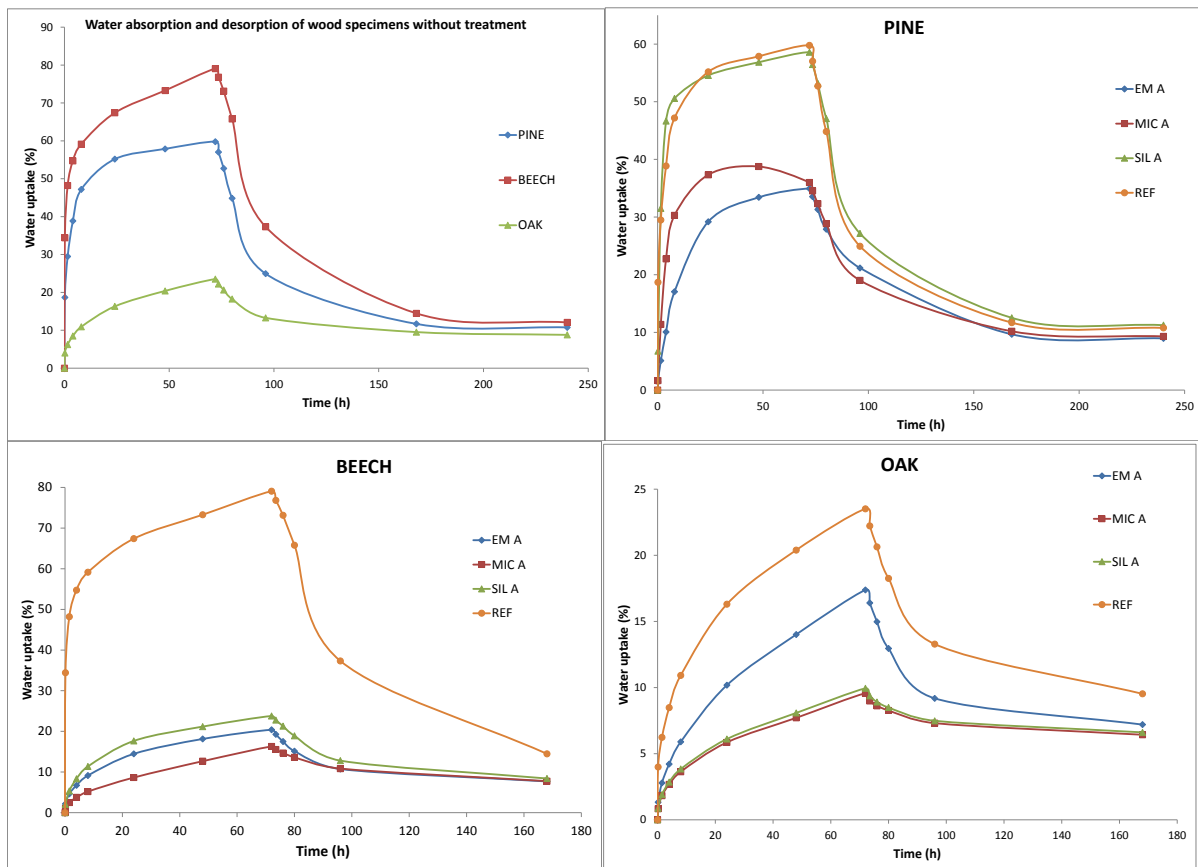 Water absorption and desorption of wood specimens without treatment
90
80
70
60
50
40
30
20
10
0
Water uptake (%)
0 50 100 150 200 250
Time (h)
PINE
BEECH
OAK
PINE
60
50
40
30
20
10
0
Water uptake (%)
0 50 100 150 200 250
Time (h)
EM A
MIC A
SIL A
REF
BEECH
80
70
60
50
40
30
20
10
0
Water uptake (%)
0 20 40 60 80 100 120 140 160 180
Time (h)
EM A
MIC A
SIL A
REF
OAK
25
20
15
10
5
0
Water uptake (%)
0 20 40 60 80 100 120 140 160 180
Time (h)
EM A
MIC A
SIL A
REF